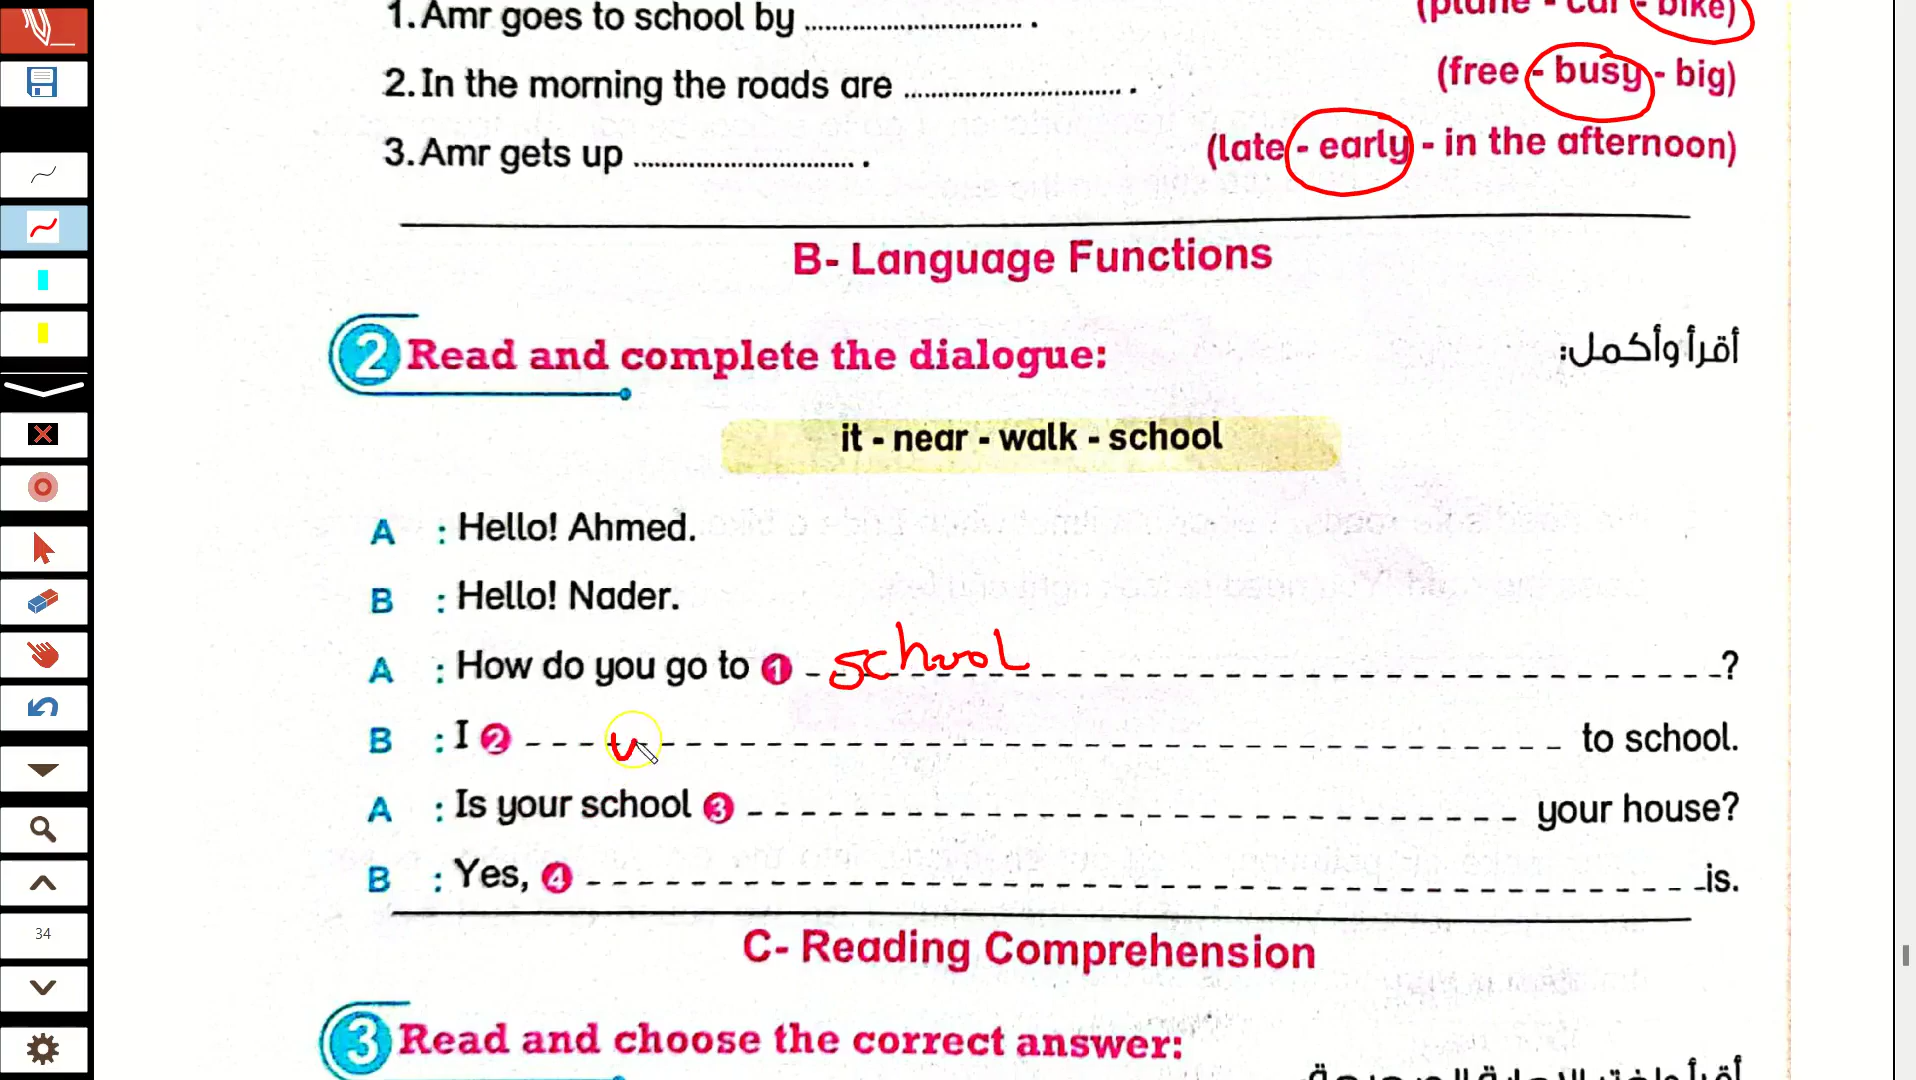 1. Amr goes to school by ............................ . (plane - car - bike)
2. In the morning the roads are ............................ . (free - busy - big)
3. Amr gets up ............................ . (late - early - in the afternoon)
B- Language Functions
2 Read and complete the dialogue: أقرأ وأكمل:
it - near - walk - school
A : Hello! Ahmed.
B : Hello! Nader.
A : How do you go to 1 school ?
B : I 2 to school.
A : Is your school 3 your house?
B : Yes, 4 is.
C- Reading Comprehension
3 Read and choose the correct answer:
34